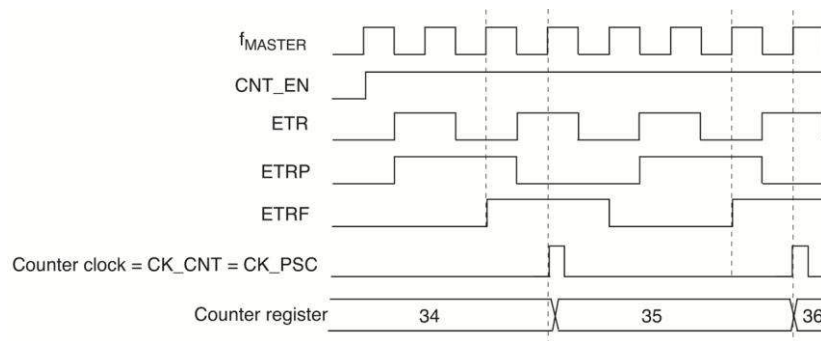 fMASTER
CNT_EN
ETR
ETRP
ETRF
Counter clock = CK_CNT = CK_PSC
Counter register 34 35 36